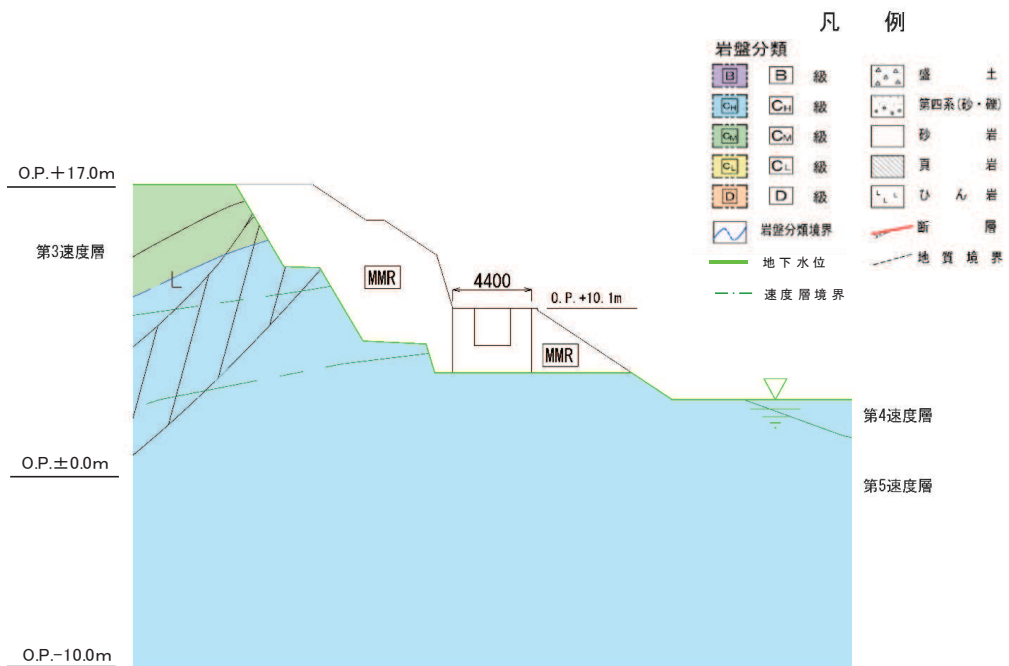 凡 例
岩盤分類
B B 級
CH CH 級
CM CM 級
CL CL 級
D D 級
岩盤分類境界
地下水位
速度層境界
盛 土
第四系(砂・礫)
砂 岩
頁 岩
ひん岩
断 層
地質境界
O.P.+17.0m
第3速度層
MMR
4400
O.P.+10.1m
MMR
第4速度層
O.P.±0.0m
第5速度層
O.P.-10.0m